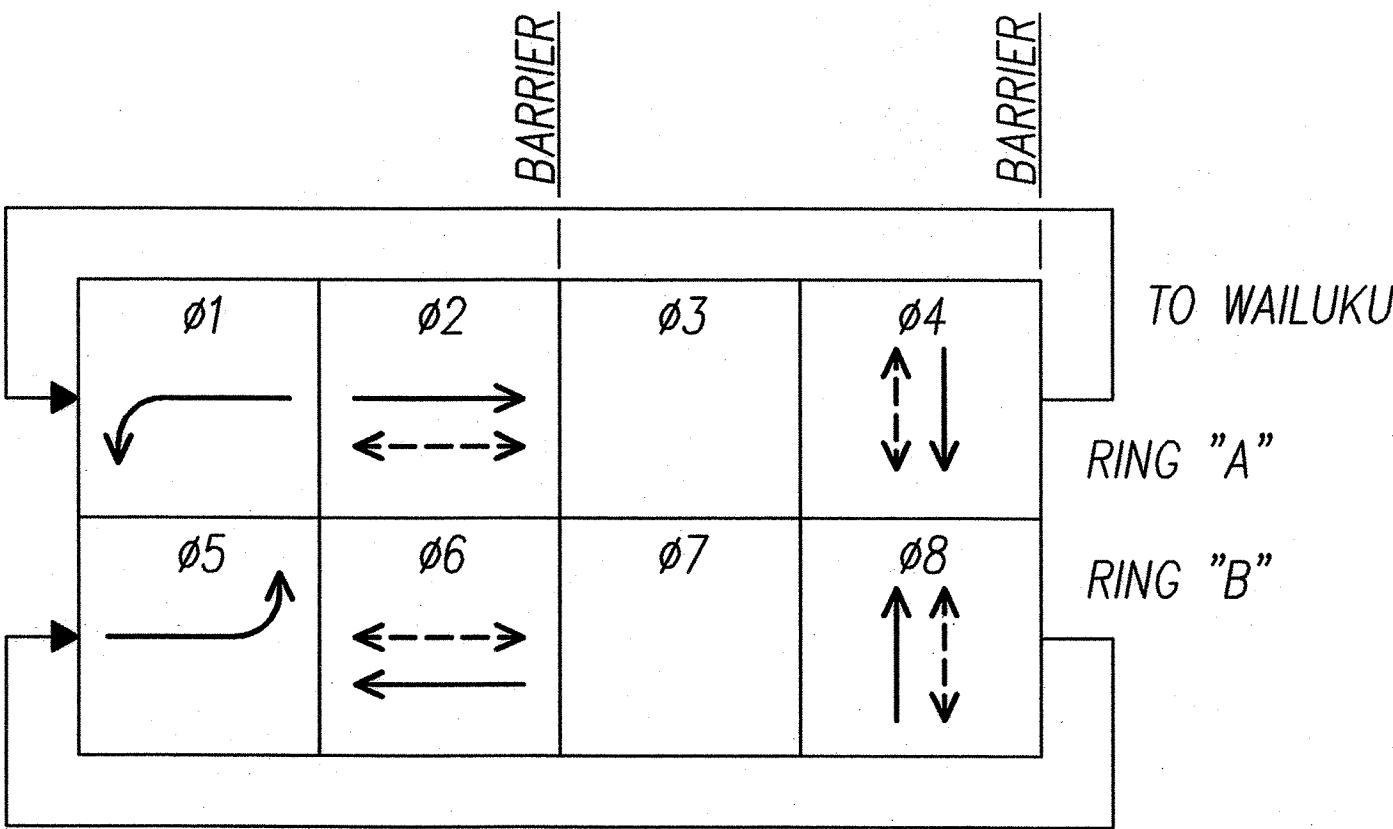 BARRIER
BARRIER
ø1
ø2
ø3
ø4
TO WAILUKU
RING "A"
ø5
ø6
ø7
ø8
RING "B"